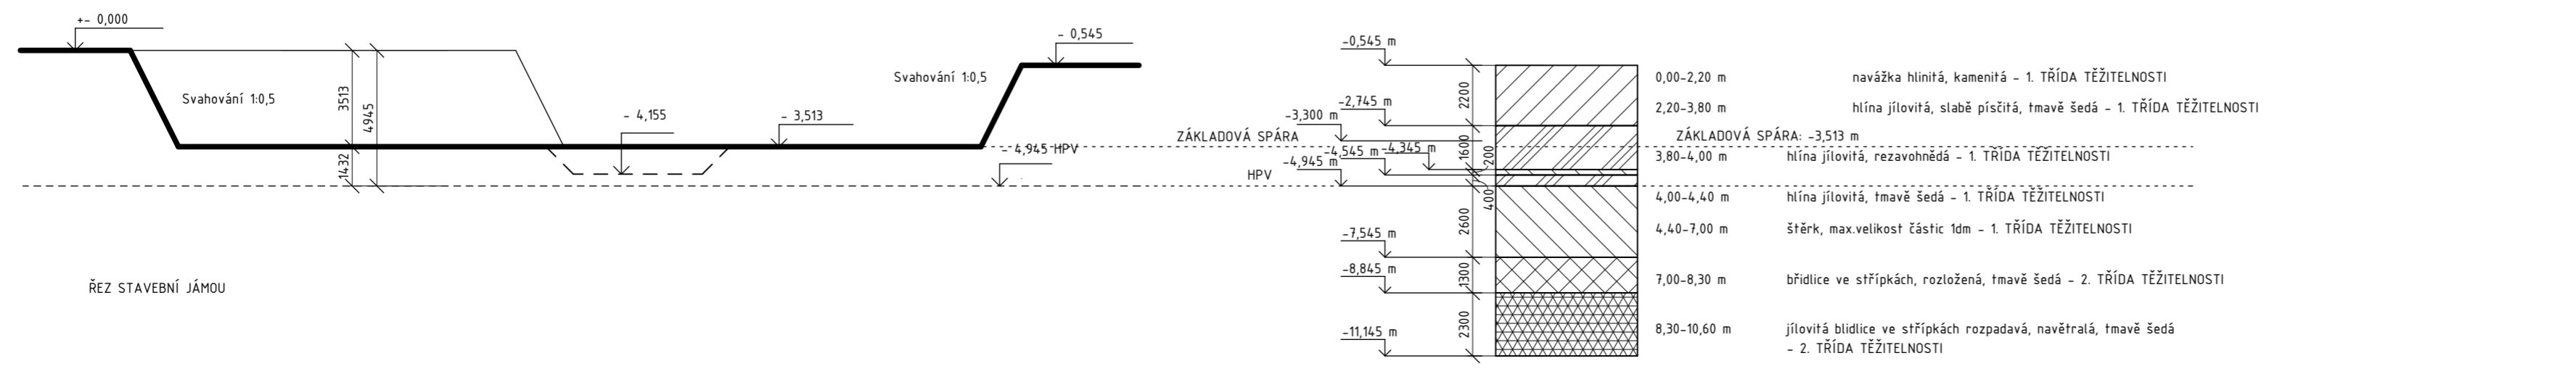 +- 0,000
- 0,545
Svahování 1:0,5
Svahování 1:0,5
3513
4945
1432
- 4,155
- 3,513
- 4,945 HPV
ŘEZ STAVEBNÍ JÁMOU
ZÁKLADOVÁ SPÁRA
HPV
-0,545 m
-2,745 m
-3,300 m
-4,545 m
-4,345 m
-4,945 m
-7,545 m
-8,845 m
-11,145 m
2200
1600
200
400
2600
1300
2300
0,00-2,20 m navážka hlinitá, kamenitá - 1. TŘÍDA TĚŽITELNOSTI
2,20-3,80 m hlína jílovitá, slabě písčitá, tmavě šedá - 1. TŘÍDA TĚŽITELNOSTI
ZÁKLADOVÁ SPÁRA: -3,513 m
3,80-4,00 m hlína jílovitá, rezavohnědá - 1. TŘÍDA TĚŽITELNOSTI
4,00-4,40 m hlína jílovitá, tmavě šedá - 1. TŘÍDA TĚŽITELNOSTI
4,40-7,00 m štěrk, max.velikost částic 1dm - 1. TŘÍDA TĚŽITELNOSTI
7,00-8,30 m břidlice ve střípkách, rozložená, tmavě šedá - 2. TŘÍDA TĚŽITELNOSTI
8,30-10,60 m jílovitá blidlice ve střípkách rozpadavá, navětralá, tmavě šedá
- 2. TŘÍDA TĚŽITELNOSTI